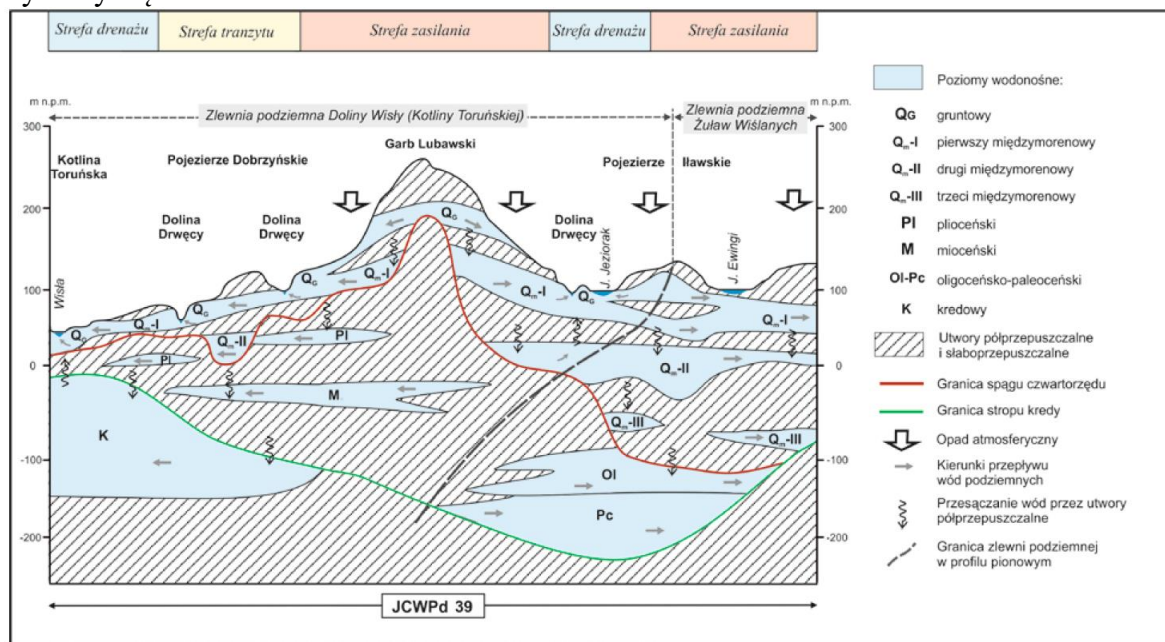 Strefa drenażu
Strefa tranzytu
Strefa zasilania
Strefa drenażu
Strefa zasilania
m n.p.m.
m n.p.m.
Zlewnia podziemna Doliny Wisły (Kotliny Toruńskiej)
Zlewnia podziemna
Żuław Wiślanych
300
300
Garb Lubawski
Kotlina
Toruńska
Pojezierze Dobrzyńskie
Pojezierze
Iławskie
200
200
Dolina
Drwęcy
Dolina
Drwęcy
Dolina
Drwęcy
J. Jeziorak
J. Ewingi
Wisła
QG
Qm-I
QG
QG
100
100
QG
Qm-I
Qm-I
QG
Qm-I
Qm-II
Pl
Pl
0
0
Qm-II
M
Qm-III
Qm-III
K
-100
-100
Ol
Pc
-200
-200
JCWPd 39
Poziomy wodonośne:
QG gruntowy
Qm-I pierwszy międzymorenowy
Qm-II drugi międzymorenowy
Qm-III trzeci międzymorenowy
Pl plioceński
M mioceński
Ol-Pc oligoceńsko-paleoceński
K kredowy
Utwory półprzepuszczalne
i słaboprzepuszczalne
Granica spągu czwartorzędu
Granica stropu kredy
Opad atmosferyczny
Kierunki przepływu
wód podziemnych
Przesączanie wód przez utwory
półprzepuszczalne
Granica zlewni podziemnej
w profilu pionowym